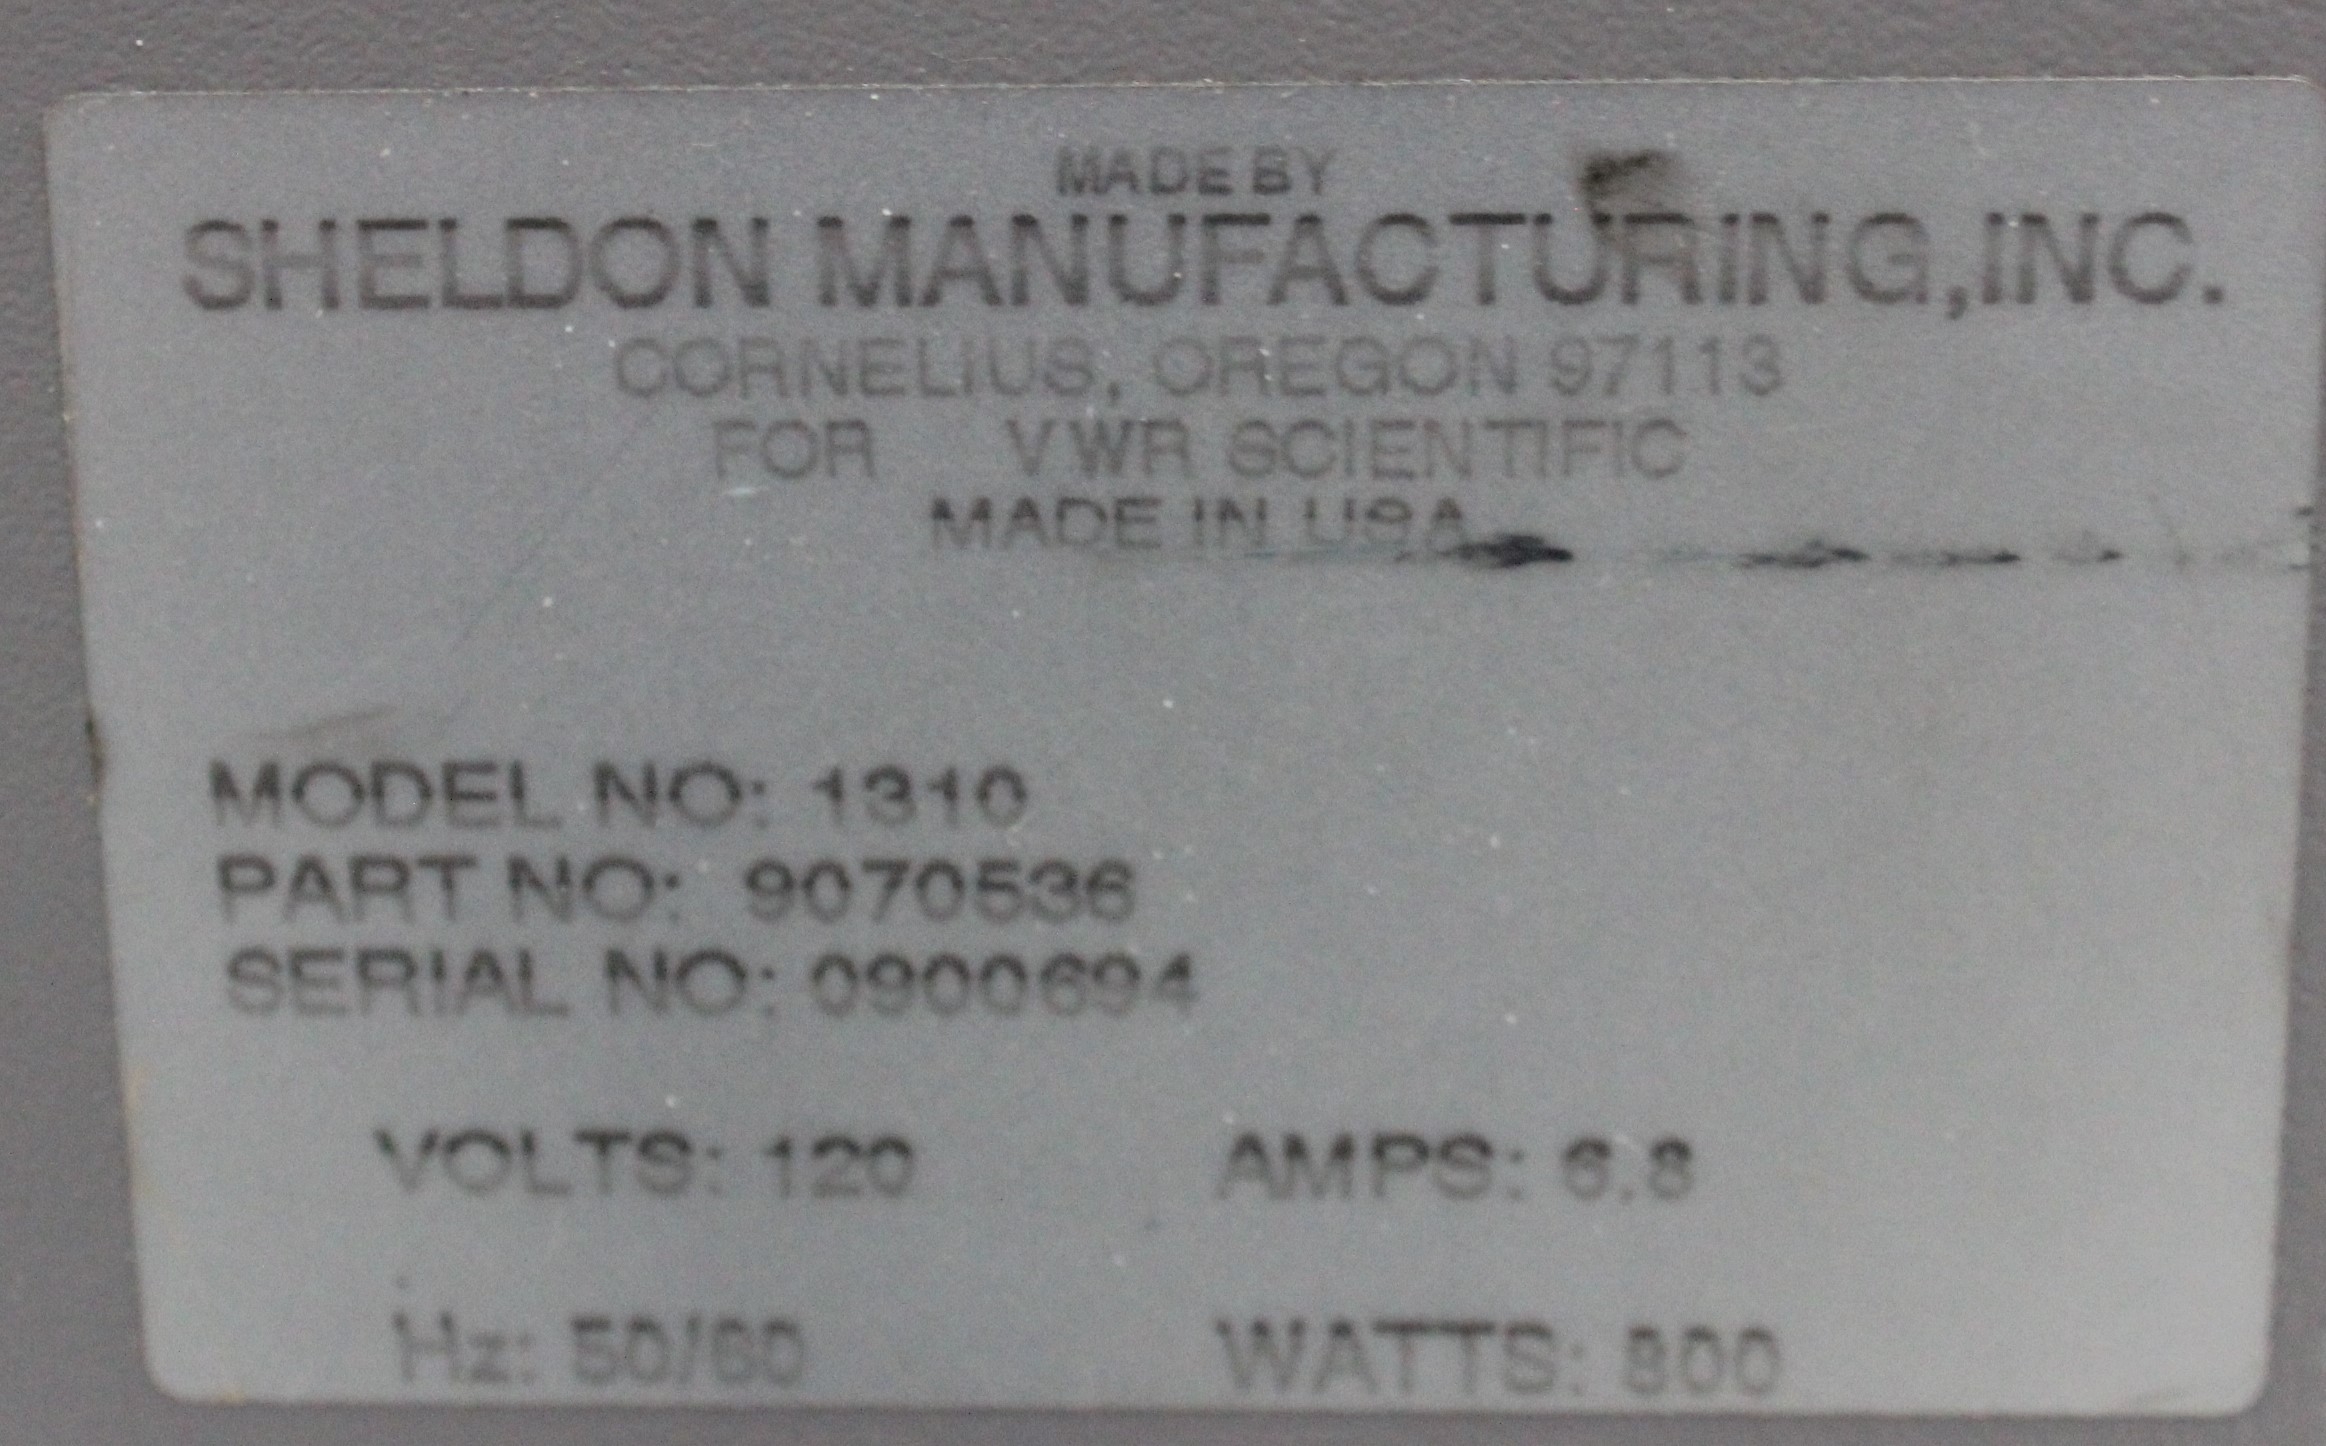 MADE BY
SHELDON MANUFACTURING,INC.
CORNELIUS, OREGON 97113
FOR VWR SCIENTIFIC
MADE IN USA
MODEL NO: 1310
PART NO: 9070536
SERIAL NO: 0900694
VOLTS: 120 AMPS: 6.8
Hz: 50/60 WATTS: 800